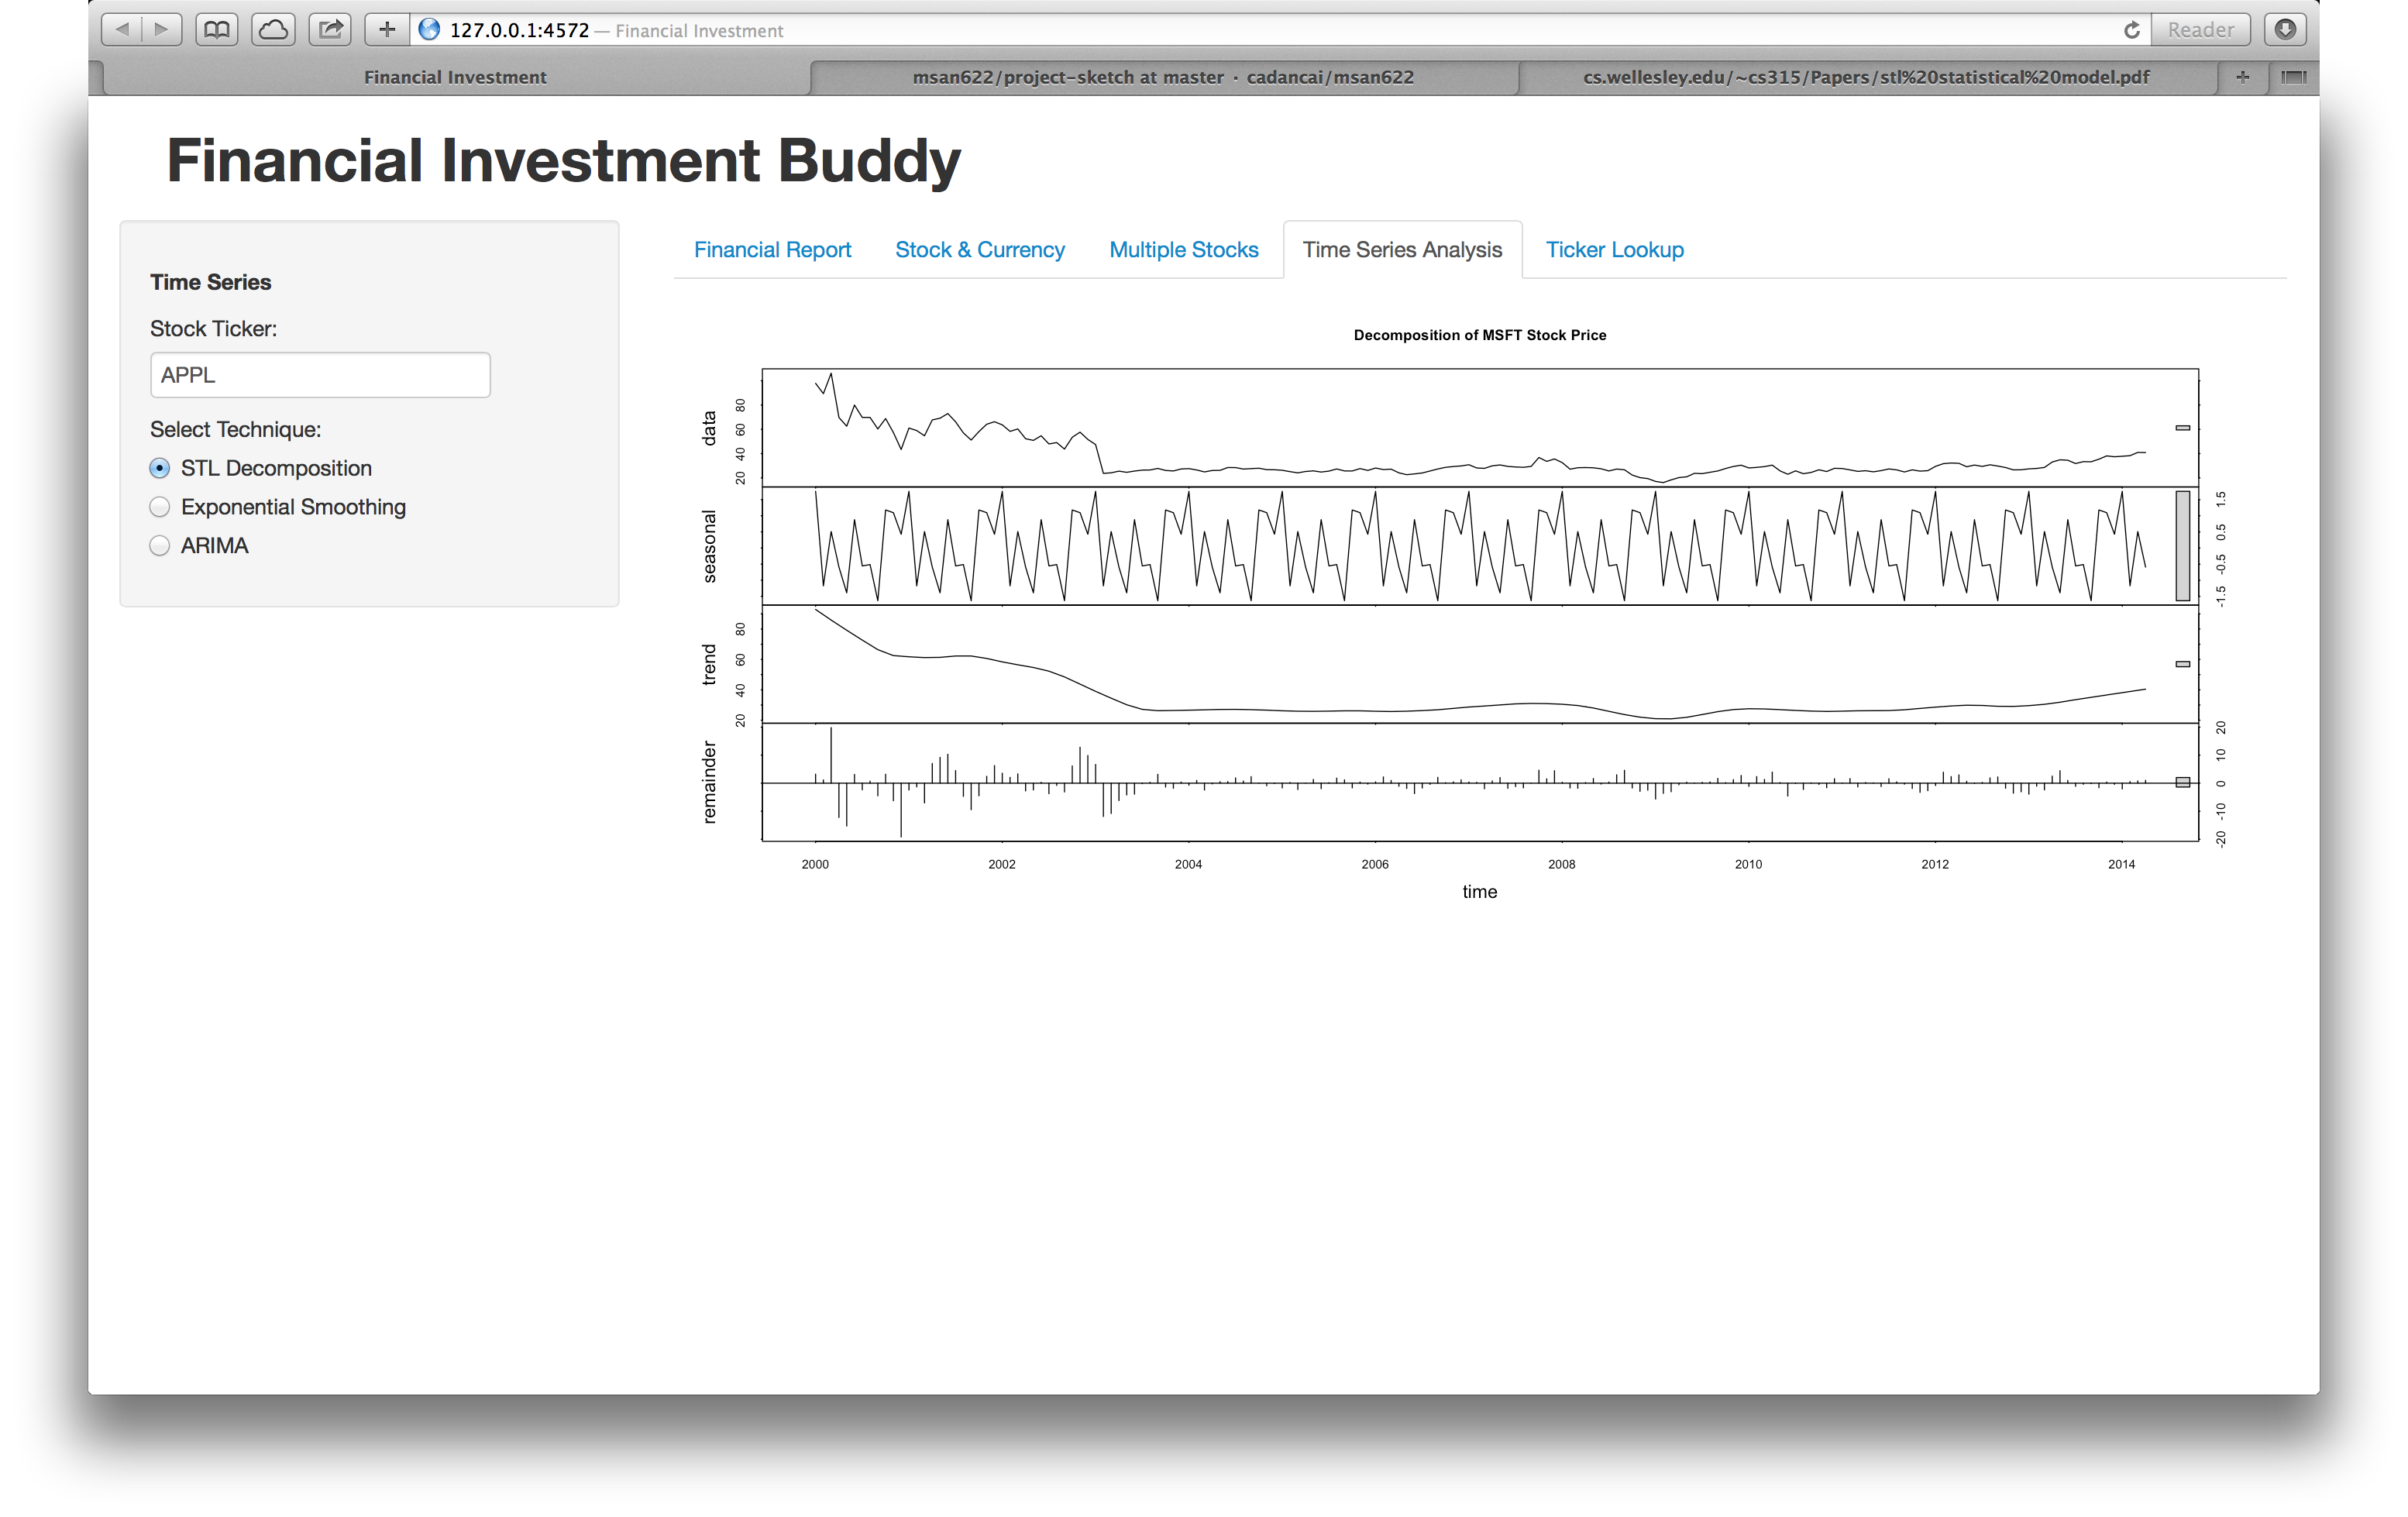 127.0.0.1:4572 — Financial Investment
Reader
Financial Investment
msan622/project-sketch at master · cadancai/msan622
cs.wellesley.edu/~cs315/Papers/stl%20statistical%20model.pdf
Financial Investment Buddy
Time Series
Stock Ticker:
APPL
Select Technique:
STL Decomposition
Exponential Smoothing
ARIMA
Financial Report
Stock & Currency
Multiple Stocks
Time Series Analysis
Ticker Lookup
Decomposition of MSFT Stock Price
data
20 40 60 80
seasonal
-1.5 -0.5 0.5 1.5
trend
20 40 60 80
remainder
-20 -10 0 10 20
2000 2002 2004 2006 2008 2010 2012 2014
time